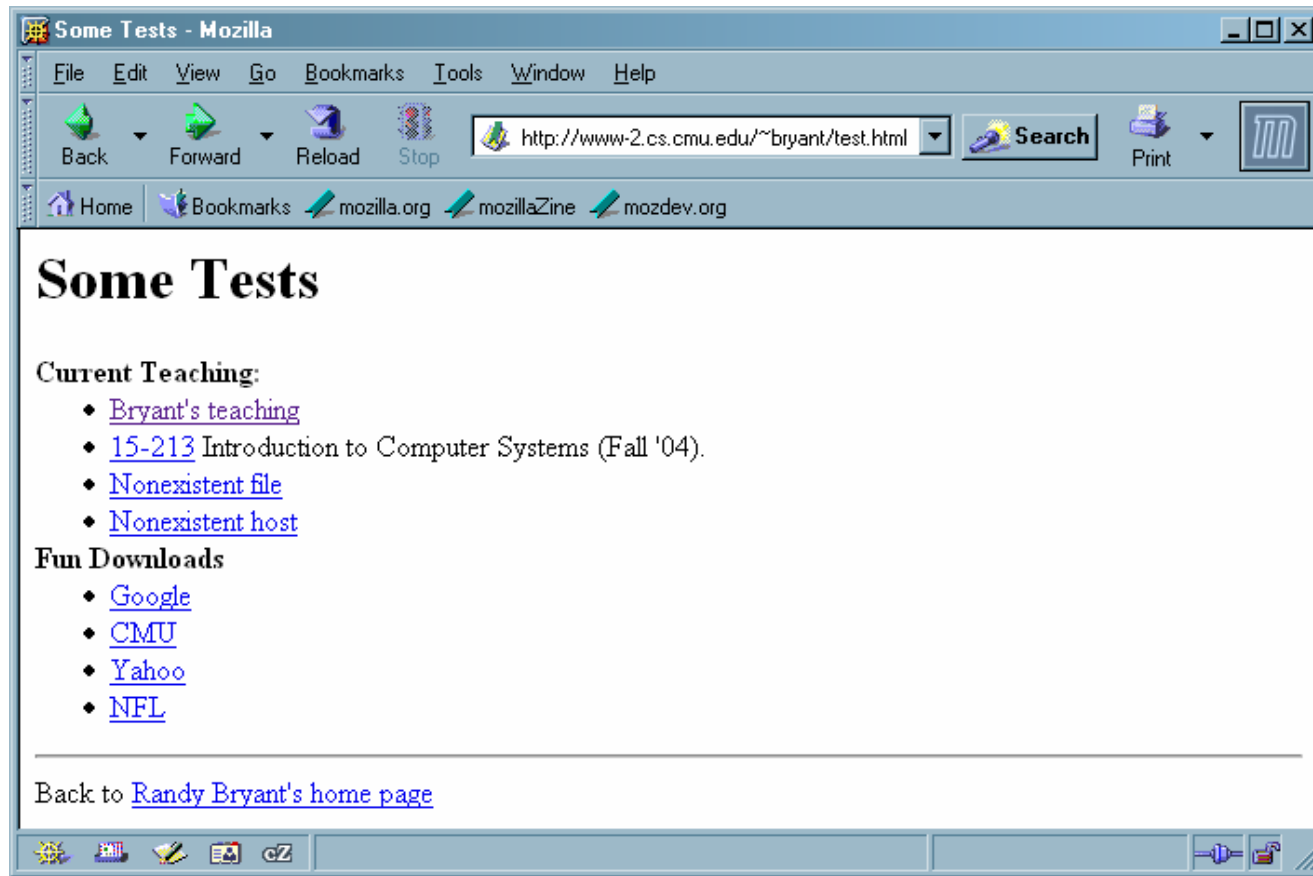 Some Tests - Mozilla
File Edit View Go Bookmarks Tools Window Help
Back Forward Reload Stop http://www-2.cs.cmu.edu/~bryant/test.html Search Print
Home Bookmarks mozilla.org mozillaZine mozdev.org
Some Tests
Current Teaching:
• Bryant's teaching
• 15-213 Introduction to Computer Systems (Fall '04).
• Nonexistent file
• Nonexistent host
Fun Downloads
• Google
• CMU
• Yahoo
• NFL
Back to Randy Bryant's home page
cZ